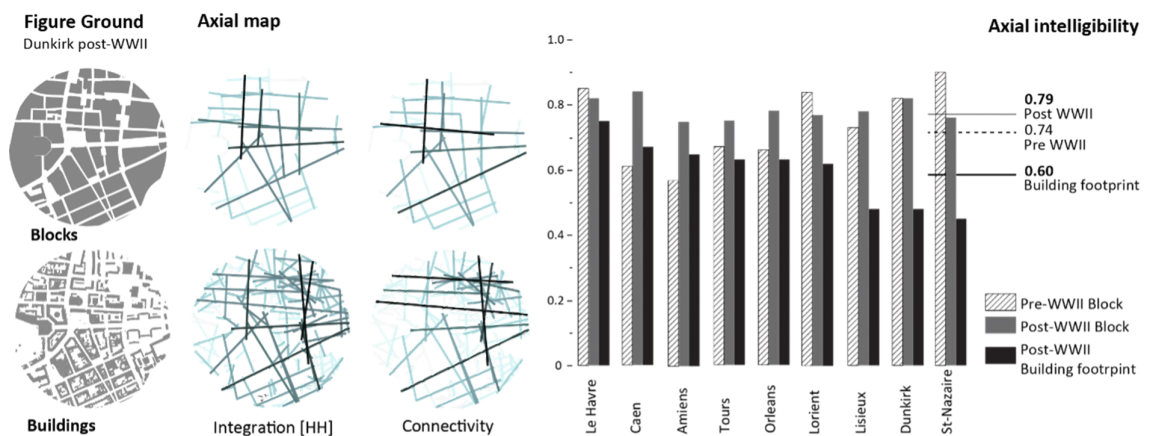 Figure Ground
Dunkirk post-WWII
Axial map
Blocks
Buildings
Integration [HH]
Connectivity
Axial intelligibility
1.0
0.8
0.6
0.4
0.2
0
0.79
Post WWII
0.74
Pre WWII
0.60
Building footprint
Pre-WWII Block
Post-WWII Block
Post-WWII
Building footrpint
Le Havre
Caen
Amiens
Tours
Orleans
Lorient
Lisieux
Dunkirk
St-Nazaire